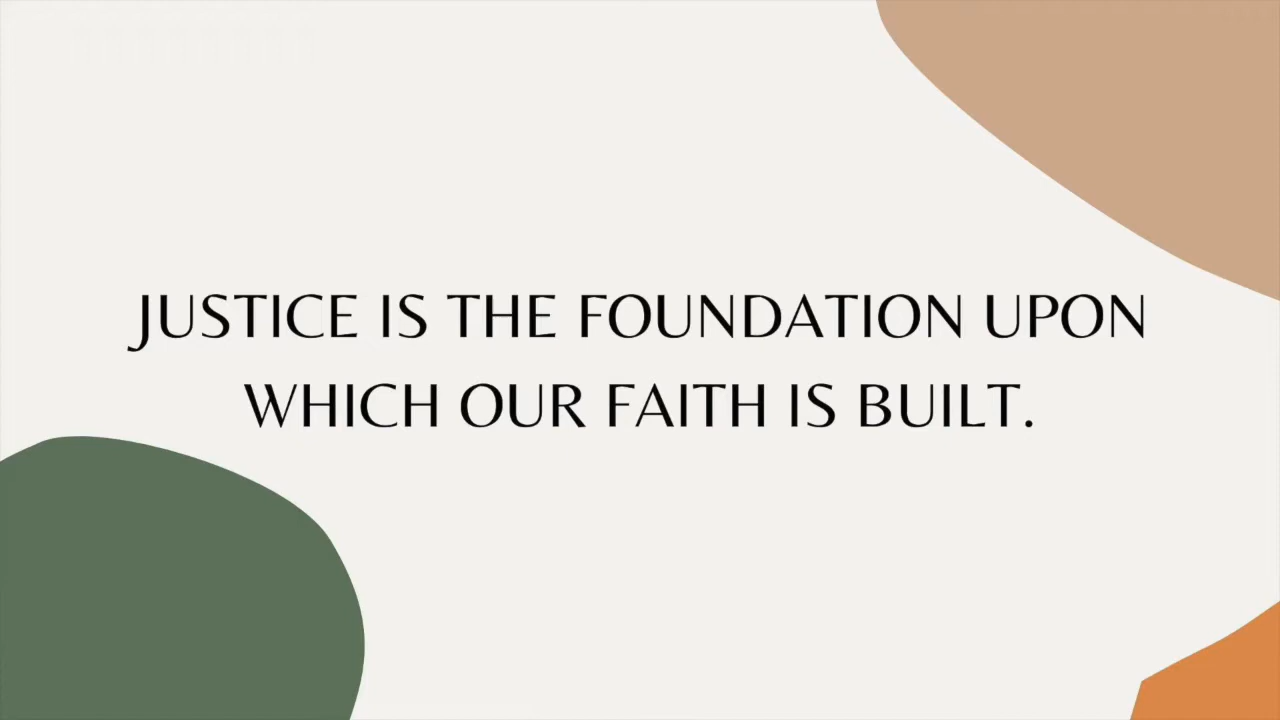 JUSTICE IS THE FOUNDATION UPON
WHICH OUR FAITH IS BUILT.